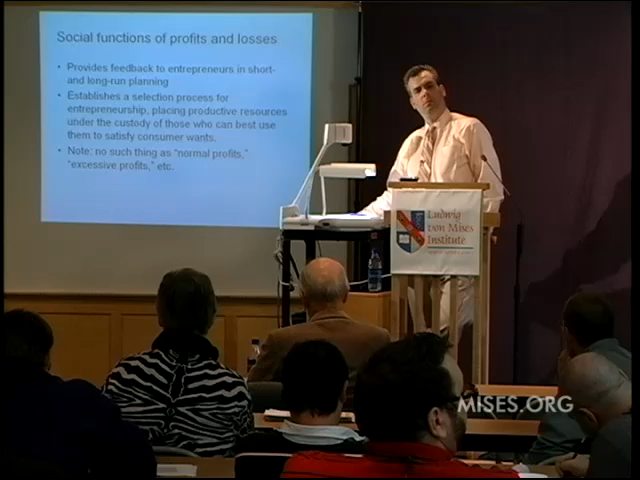 Social functions of profits and losses
• Provides feedback to entrepreneurs in short-
and long-run planning
• Establishes a selection process for
entrepreneurship, placing productive resources
under the custody of those who can best use
them to satisfy consumer wants.
• Note: no such thing as “normal profits,”
“excessive profits,” etc.
Ludwig
von Mises
Institute
MISES.ORG